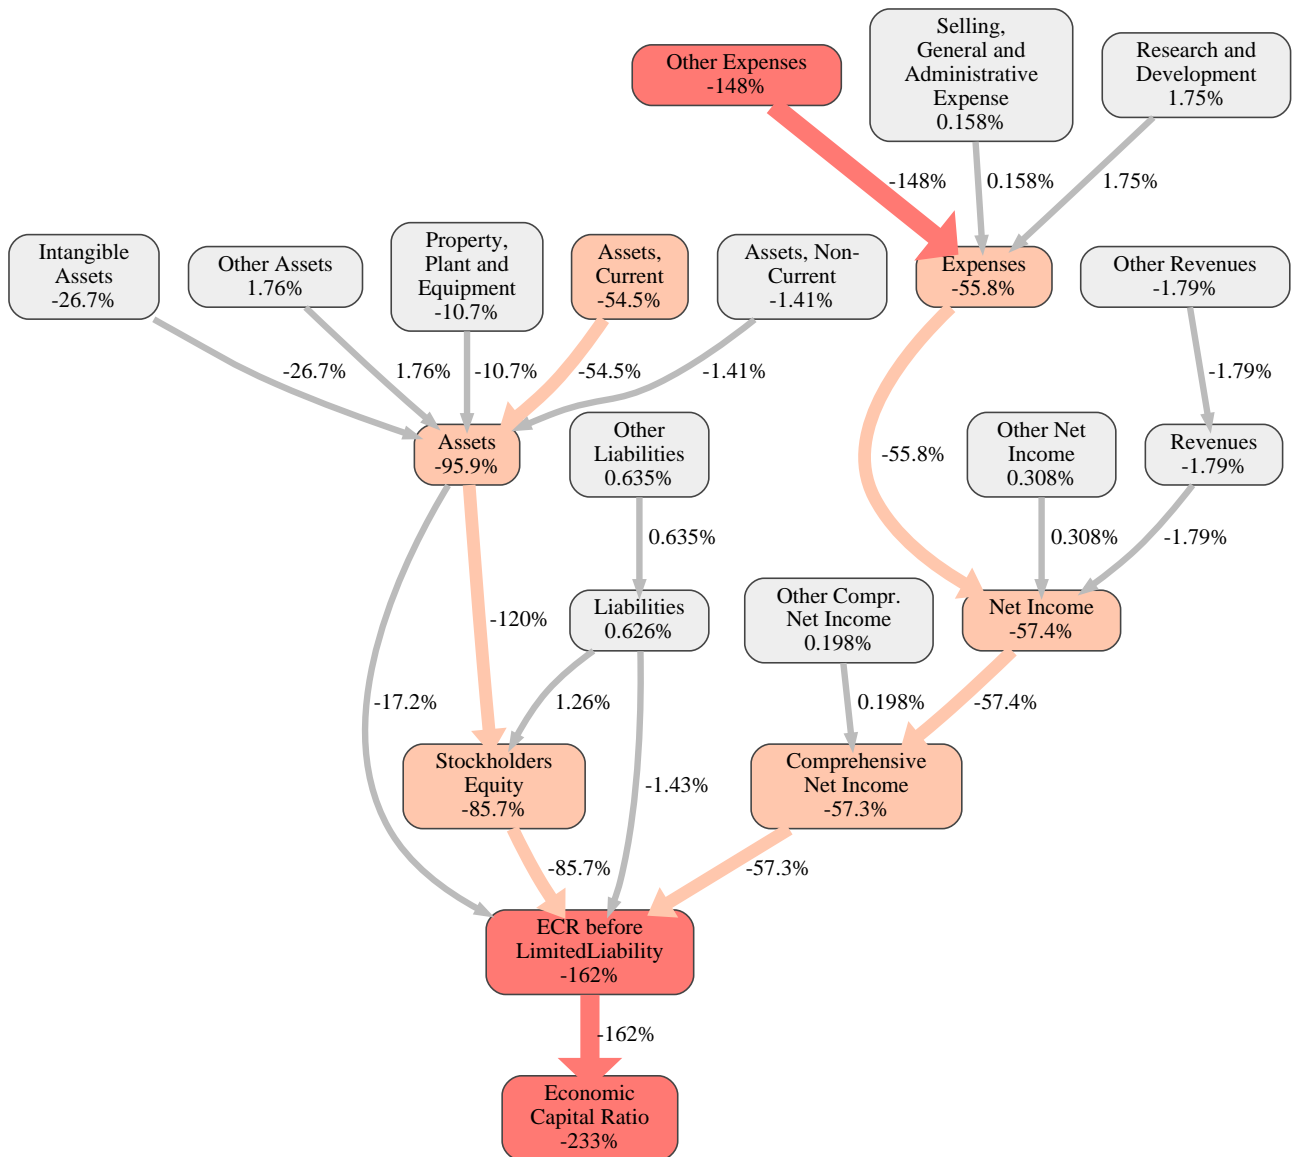 Other Expenses
-148%
Selling,
General and
Administrative
Expense
0.158%
Research and
Development
1.75%
-148%
0.158%
1.75%
Intangible
Assets
-26.7%
Other Assets
1.76%
Property,
Plant and
Equipment
-10.7%
Assets,
Current
-54.5%
Assets, Non-
Current
-1.41%
Expenses
-55.8%
Other Revenues
-1.79%
-26.7%
1.76%
-10.7%
-54.5%
-1.41%
-1.79%
Assets
-95.9%
Other
Liabilities
0.635%
-55.8%
Other Net
Income
0.308%
Revenues
-1.79%
0.635%
0.308%
-1.79%
-120%
Liabilities
0.626%
Other Compr.
Net Income
0.198%
Net Income
-57.4%
-17.2%
1.26%
0.198%
-57.4%
Stockholders
Equity
-85.7%
-1.43%
Comprehensive
Net Income
-57.3%
-85.7%
-57.3%
ECR before
LimitedLiability
-162%
-162%
Economic
Capital Ratio
-233%